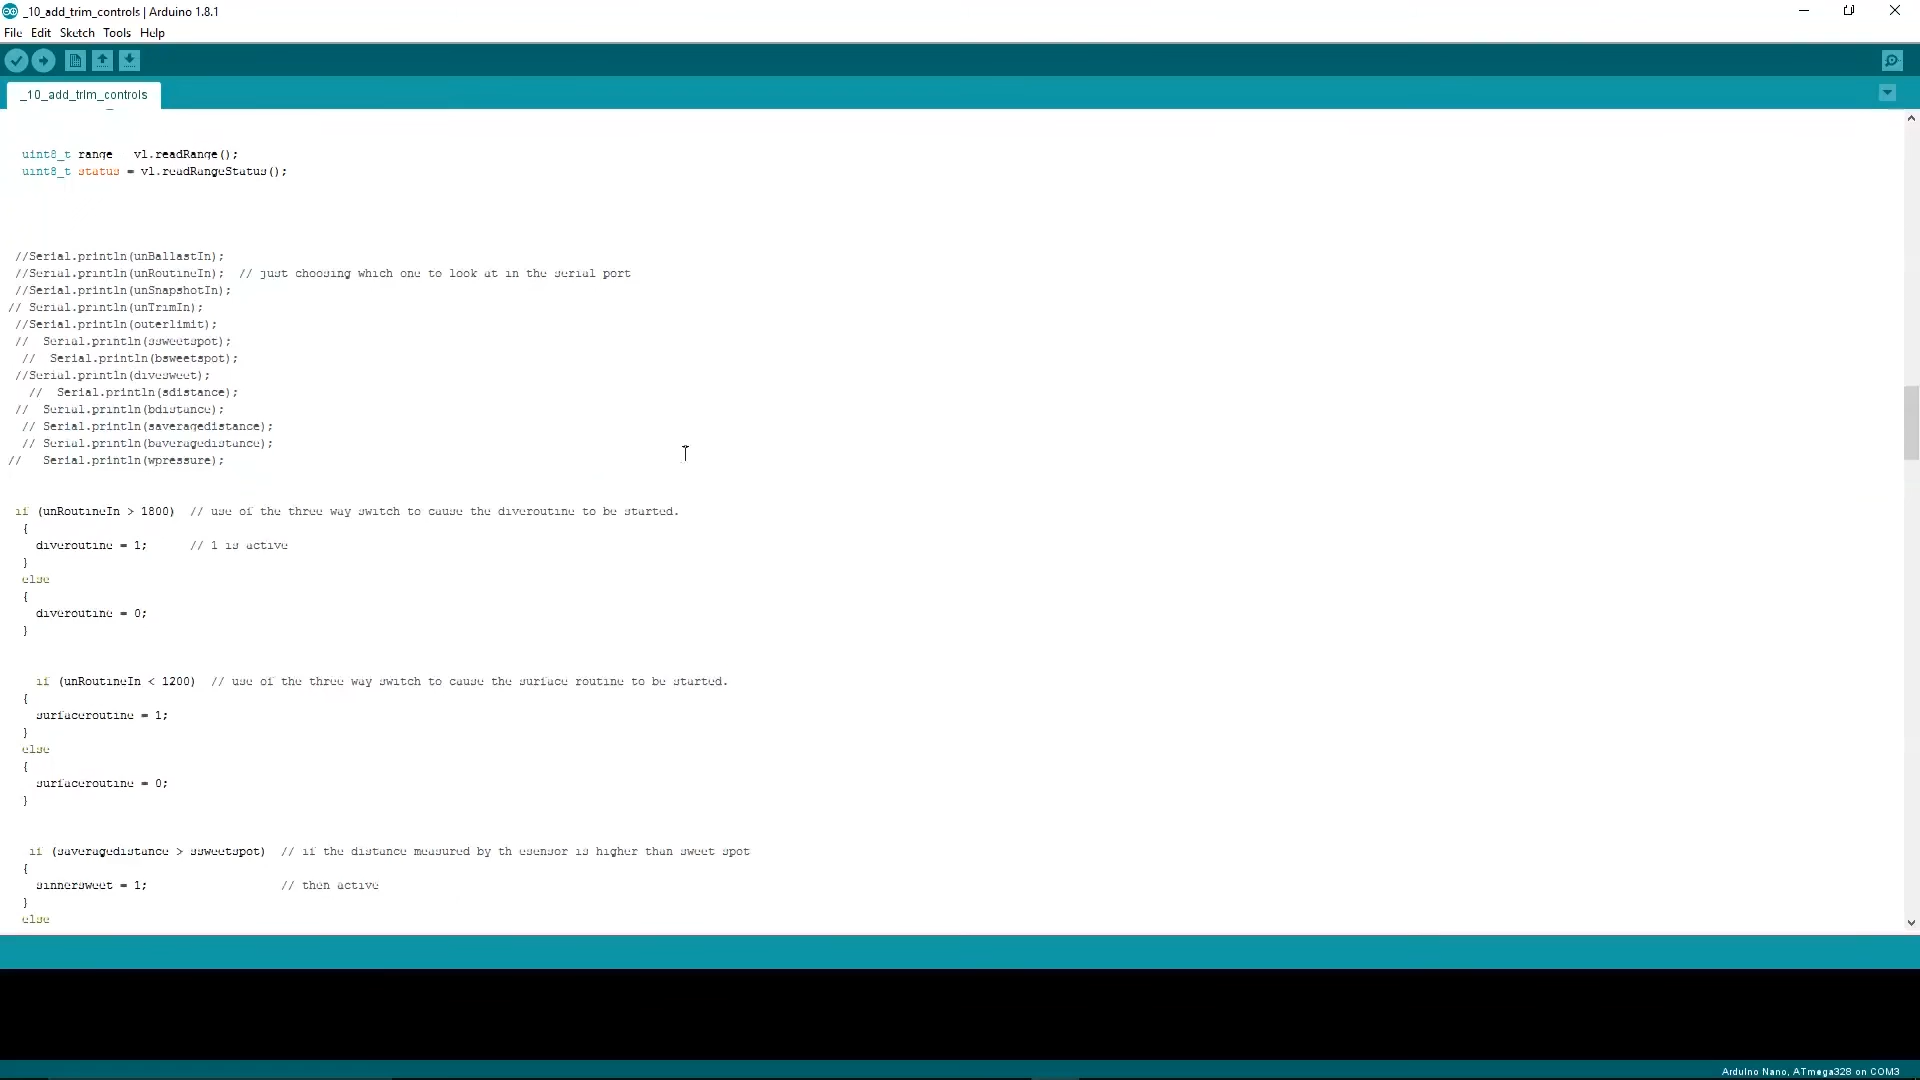 _10_add_trim_controls | Arduino 1.8.1
File Edit Sketch Tools Help
_10_add_trim_controls
uint8_t range vl.readRange();
uint8_t status = vl.readRangeStatus();
//Serial.println(unBallastIn);
//Serial.println(unRoutineIn); // just choosing which one to look at in the serial port
//Serial.println(unSnapshotIn);
// Serial.println(unTrimIn);
//Serial.println(outerlimit);
// Serial.println(ssweetspot);
// Serial.println(bsweetspot);
//Serial.println(divesweet);
// Serial.println(sdistance);
// Serial.println(bdistance);
// Serial.println(saveragedistance);
// Serial.println(baveragedistance);
// Serial.println(wpressure);
if (unRoutineIn > 1800) // use of the three way switch to cause the diveroutine to be started.
{
diveroutine = 1; // 1 is active
}
else
{
diveroutine = 0;
}
if (unRoutineIn < 1200) // use of the three way switch to cause the surface routine to be started.
{
surfaceroutine = 1;
}
else
{
surfaceroutine = 0;
}
if (saveragedistance > ssweetspot) // if the distance measured by th esensor is higher than sweet spot
{
sinnersweet = 1; // then active
}
else
Arduino Nano, ATmega328 on COM3